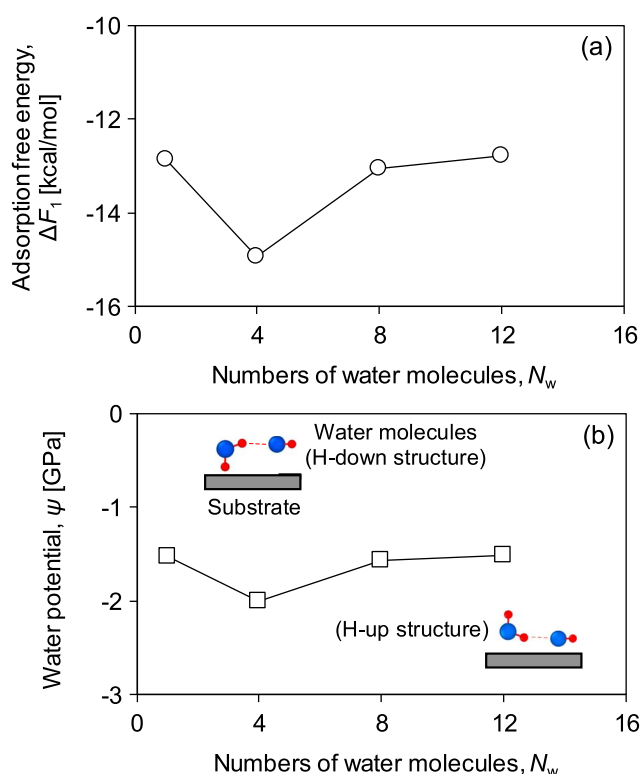 Adsorption free energy,
ΔF₁ [kcal/mol]
-10
-12
-14
-16
(a)
0
4
8
12
16
Numbers of water molecules, N_w
Water potential, ψ [GPa]
0
-1
-2
-3
(b)
Water molecules
(H-down structure)
Substrate
(H-up structure)
0
4
8
12
16
Numbers of water molecules, N_w